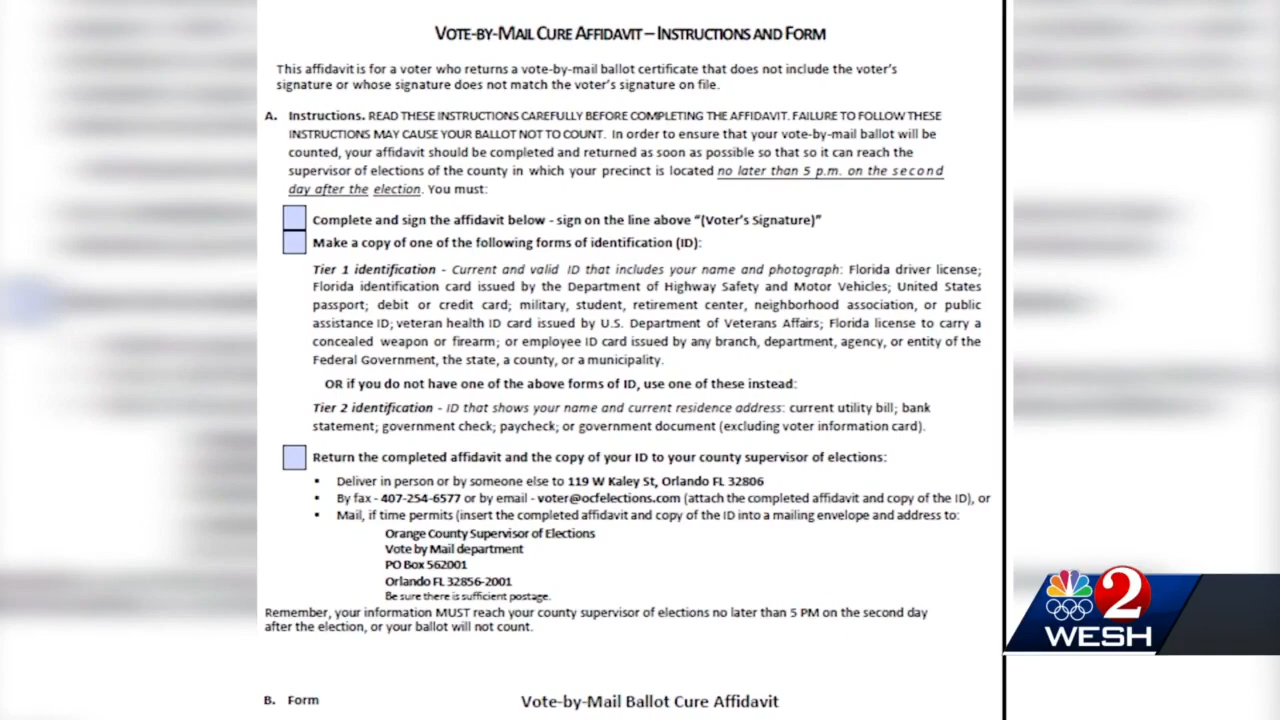 VOTE-BY-MAIL CURE AFFIDAVIT – INSTRUCTIONS AND FORM
This affidavit is for a voter who returns a vote-by-mail ballot certificate that does not include the voter's
signature or whose signature does not match the voter's signature on file.
A. Instructions. READ THESE INSTRUCTIONS CAREFULLY BEFORE COMPLETING THE AFFIDAVIT. FAILURE TO FOLLOW THESE
INSTRUCTIONS MAY CAUSE YOUR BALLOT NOT TO COUNT. In order to ensure that your vote-by-mail ballot will be
counted, your affidavit should be completed and returned as soon as possible so that so it can reach the
supervisor of elections of the county in which your precinct is located no later than 5 p.m. on the second
day after the election. You must:
Complete and sign the affidavit below - sign on the line above "(Voter's Signature)"
Make a copy of one of the following forms of identification (ID):
Tier 1 identification - Current and valid ID that includes your name and photograph: Florida driver license;
Florida identification card issued by the Department of Highway Safety and Motor Vehicles; United States
passport; debit or credit card; military, student, retirement center, neighborhood association, or public
assistance ID; veteran health ID card issued by U.S. Department of Veterans Affairs; Florida license to carry a
concealed weapon or firearm; or employee ID card issued by any branch, department, agency, or entity of the
Federal Government, the state, a county, or a municipality.
OR if you do not have one of the above forms of ID, use one of these instead:
Tier 2 identification - ID that shows your name and current residence address: current utility bill; bank
statement; government check; paycheck; or government document (excluding voter information card).
Return the completed affidavit and the copy of your ID to your county supervisor of elections:
• Deliver in person or by someone else to 119 W Kaley St, Orlando FL 32806
• By fax - 407-254-6577 or by email - voter@ocfelections.com (attach the completed affidavit and copy of the ID), or
• Mail, if time permits (insert the completed affidavit and copy of the ID into a mailing envelope and address to:
Orange County Supervisor of Elections
Vote by Mail department
PO Box 562001
Orlando FL 32856-2001
Be sure there is sufficient postage.
Remember, your information MUST reach your county supervisor of elections no later than 5 PM on the second day
after the election, or your ballot will not count.
2
WESH
B. Form Vote-by-Mail Ballot Cure Affidavit